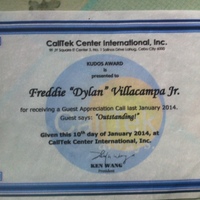 CallTek Center International, Inc.
KUDOS AWARD
is
presented to
Freddie "Dylan" Villacampa Jr.
for receiving a Guest Appreciation Call last January 2014.
Guest says: "Outstanding!"
Given this 10th day of January 2014, at
CallTek Center International, Inc.
KEN WANG
President